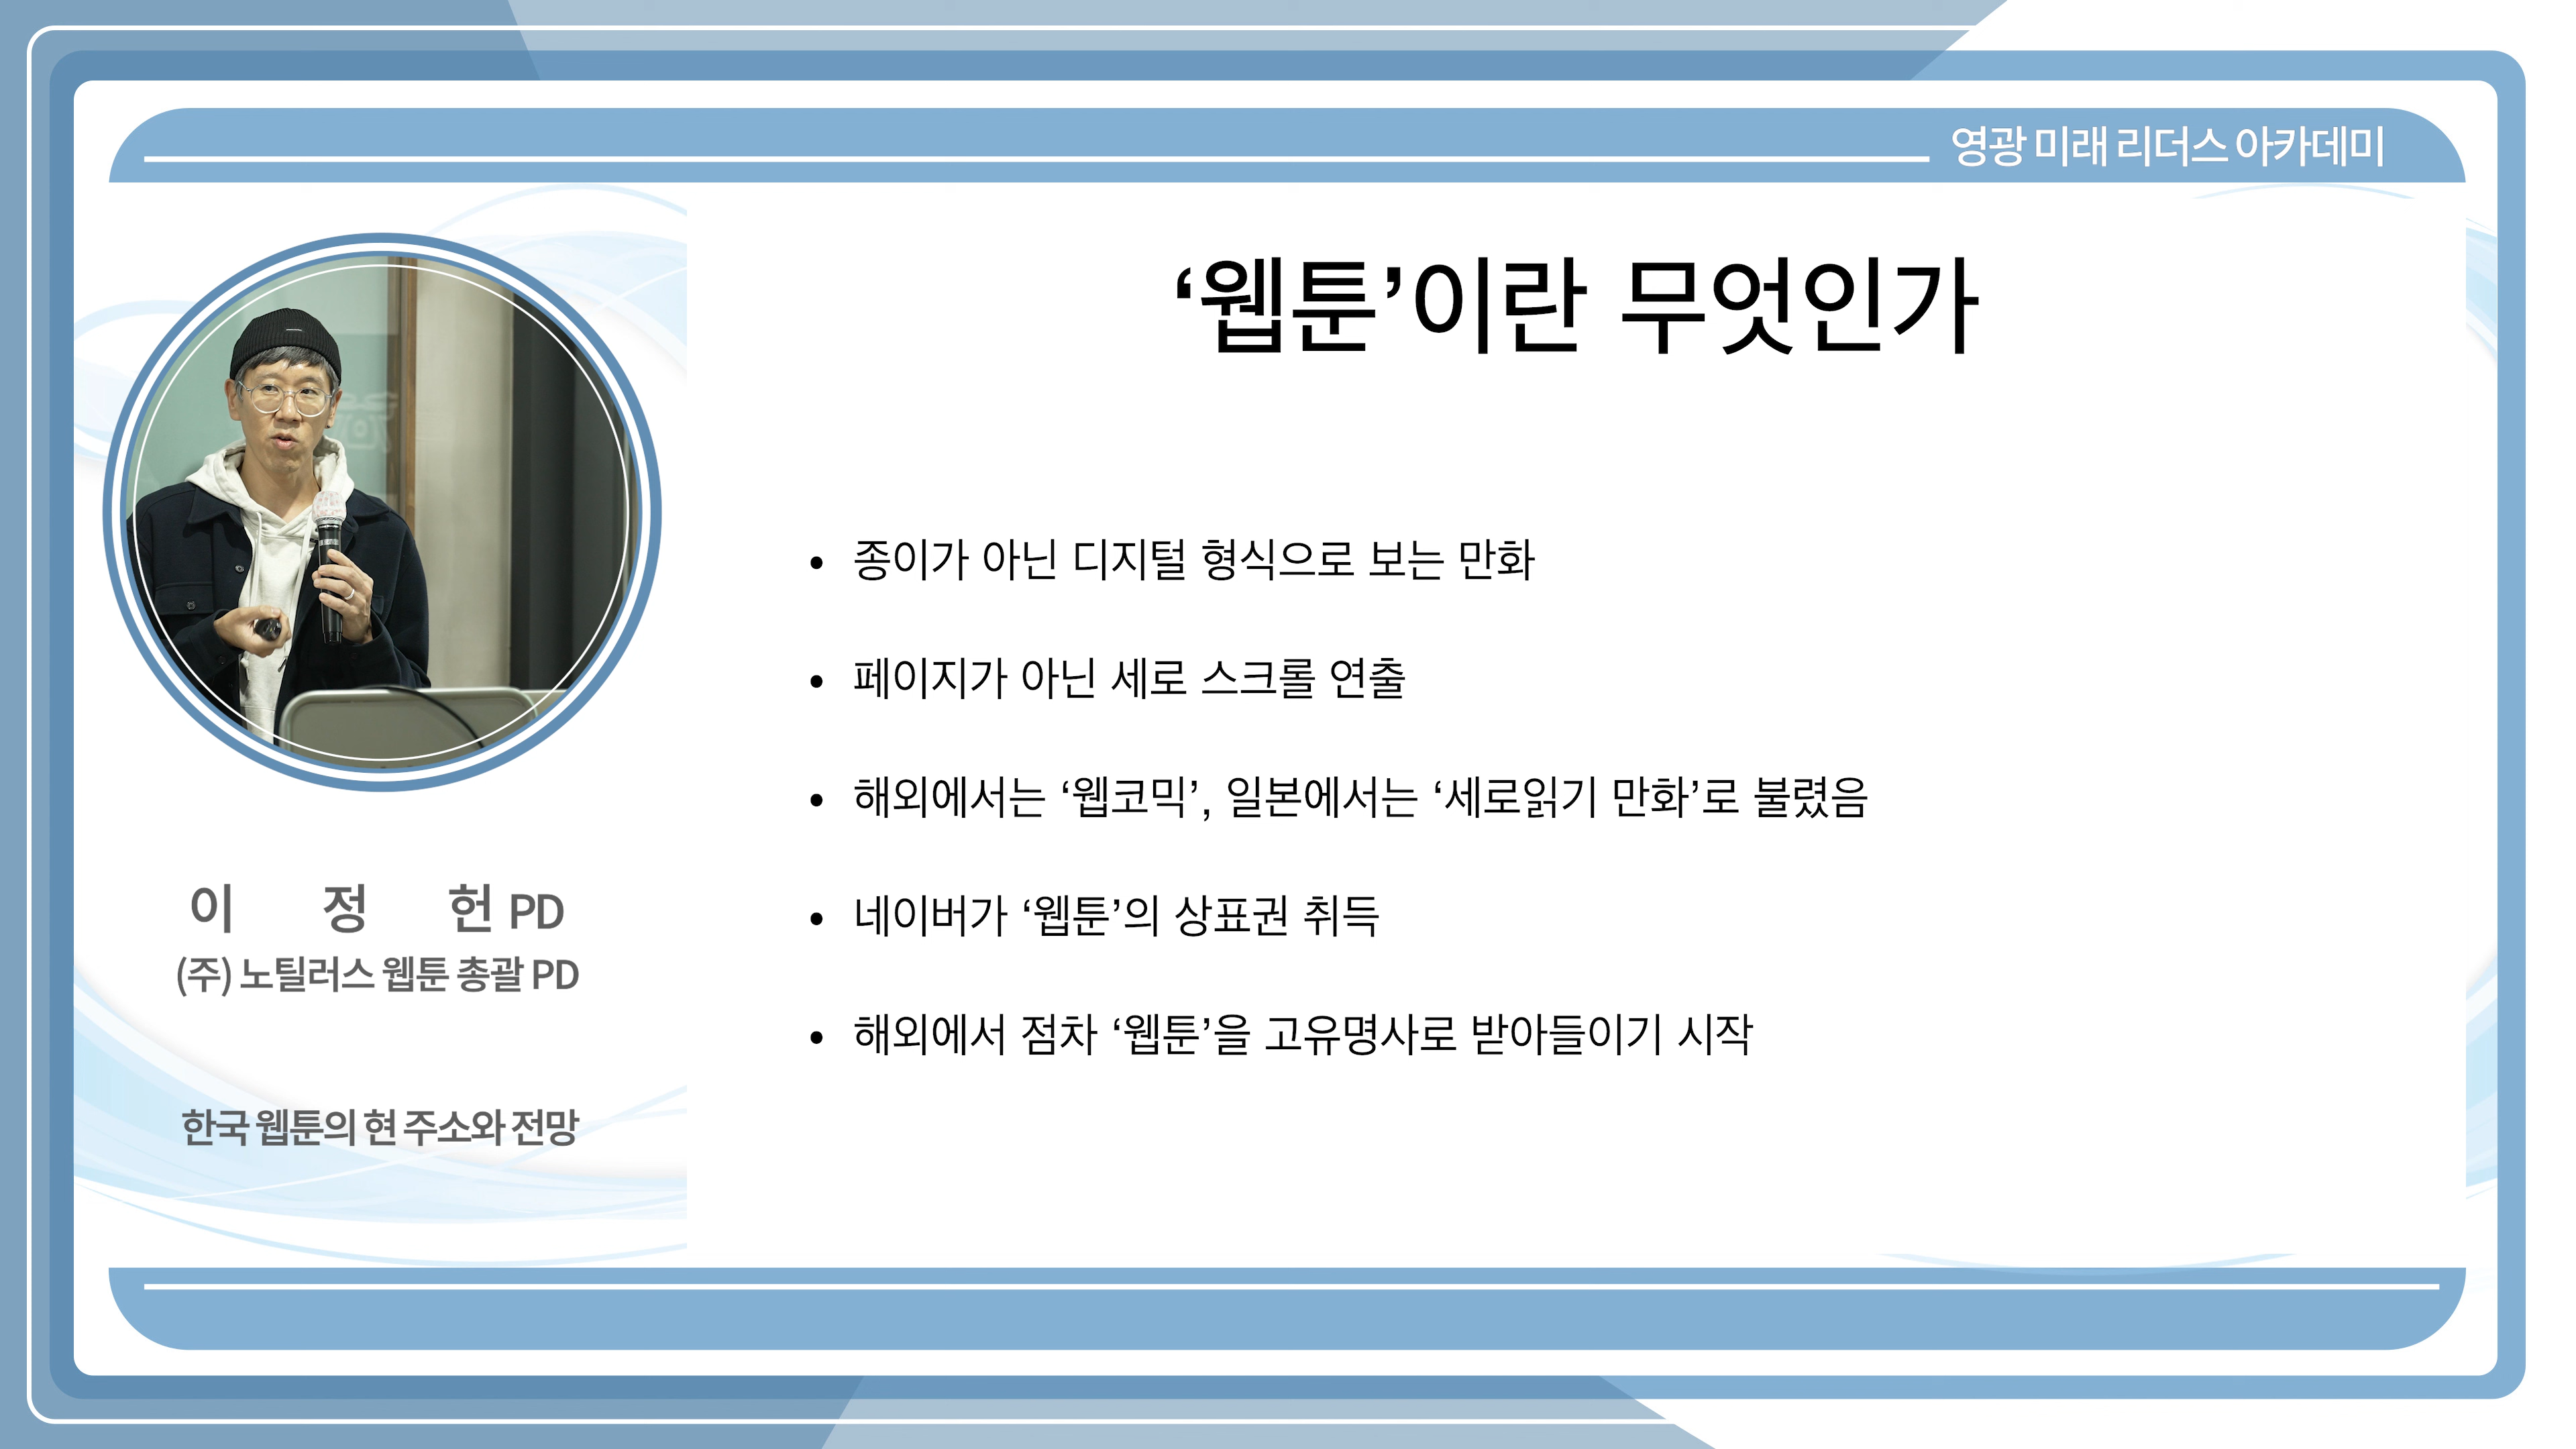 영광 미래 리더스 아카데미
‘웹툰’이란 무엇인가
• 종이가 아닌 디지털 형식으로 보는 만화
• 페이지가 아닌 세로 스크롤 연출
• 해외에서는 ‘웹코믹’, 일본에서는 ‘세로읽기 만화’로 불렸음
• 네이버가 ‘웹툰’의 상표권 취득
• 해외에서 점차 ‘웹툰’을 고유명사로 받아들이기 시작
이 정 헌 PD
(주) 노틸러스 웹툰 총괄 PD
한국 웹툰의 현 주소와 전망